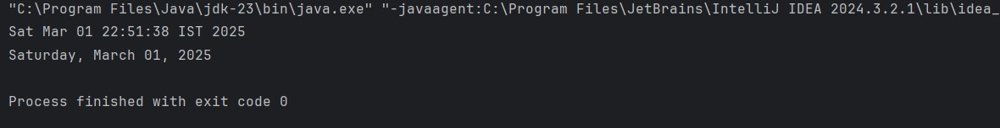 "C:\Program Files\Java\jdk-23\bin\java.exe" "-javaagent:C:\Program Files\JetBrains\IntelliJ IDEA 2024.3.2.1\lib\idea_
Sat Mar 01 22:51:38 IST 2025
Saturday, March 01, 2025
Process finished with exit code 0